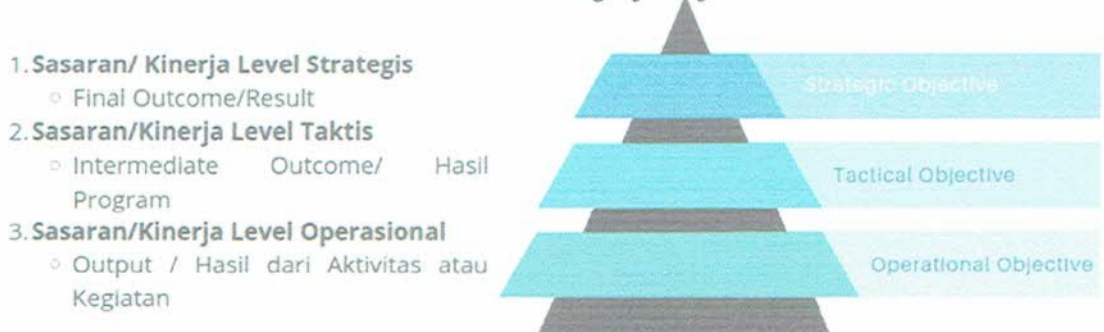 1. Sasaran/ Kinerja Level Strategis
○ Final Outcome/Result
2. Sasaran/Kinerja Level Taktis
○ Intermediate Outcome/ Hasil
Program
3. Sasaran/Kinerja Level Operasional
○ Output / Hasil dari Aktivitas atau
Kegiatan
Strategic Objective
Tactical Objective
Operational Objective